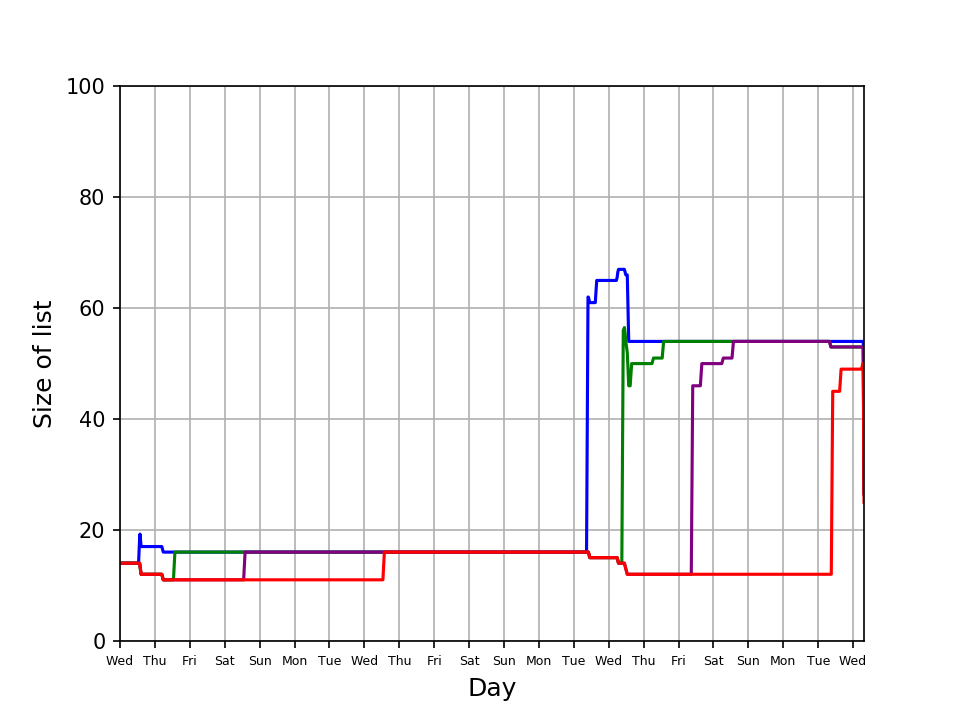 100
80
60
40
20
0
Size of list
Wed Thu Fri Sat Sun Mon Tue Wed Thu Fri Sat Sun Mon Tue Wed Thu Fri Sat Sun Mon Tue Wed
Day